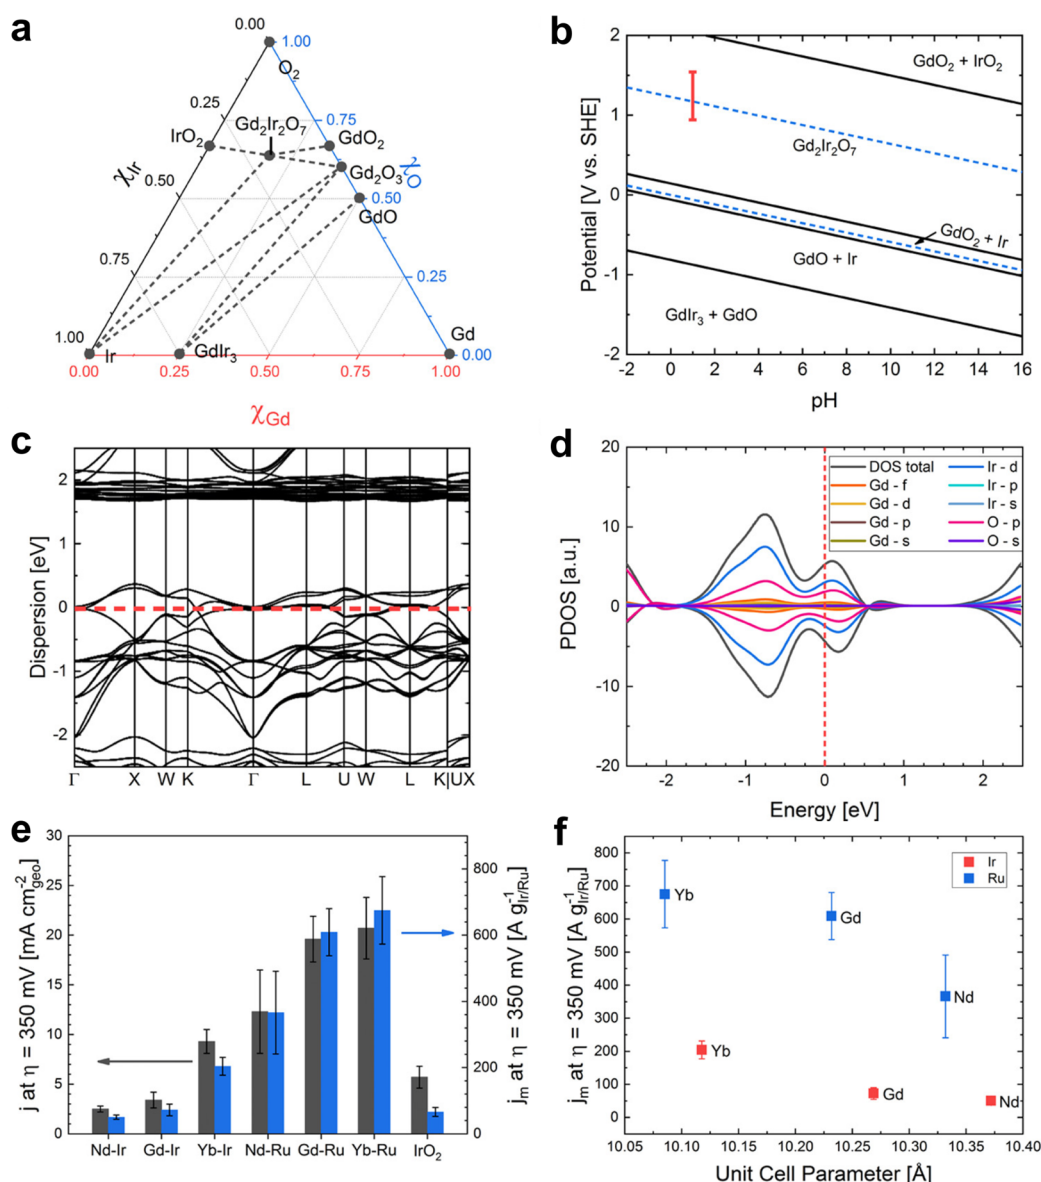 a
0.00
1.00
O2
0.25
0.75
IrO2
Gd2Ir2O7
GdO2
χIr
χO
Gd2O3
0.50
0.50
GdO
0.75
0.25
1.00
Gd
Ir
GdIr3
0.00
0.00
0.25
0.50
0.75
1.00
χGd
b
2
GdO2 + IrO2
1
Gd2Ir2O7
0
GdO2 + Ir
GdO + Ir
-1
GdIr3 + GdO
-2
-2 0 2 4 6 8 10 12 14 16
pH
Potential [V vs. SHE]
c
2
1
0
-1
-2
Dispersion [eV]
Γ X W K Γ L U W L K|UX
d
20
10
0
-10
-20
PDOS [a.u.]
DOS total
Gd - f
Gd - d
Gd - p
Gd - s
Ir - d
Ir - p
Ir - s
O - p
O - s
-2 -1 0 1 2
Energy [eV]
e
30
25
20
15
10
5
0
j at η = 350 mV [mA cm-2geo]
800
600
400
200
0
jm at η = 350 mV [A g-1Ir/Ru]
Nd-Ir Gd-Ir Yb-Ir Nd-Ru Gd-Ru Yb-Ru IrO2
f
800
700
600
500
400
300
200
100
0
jm at η = 350 mV [A g-1Ir/Ru]
Ir
Ru
Yb
Gd
Nd
Yb
Gd
Nd
10.05 10.10 10.15 10.20 10.25 10.30 10.35 10.40
Unit Cell Parameter [Å]